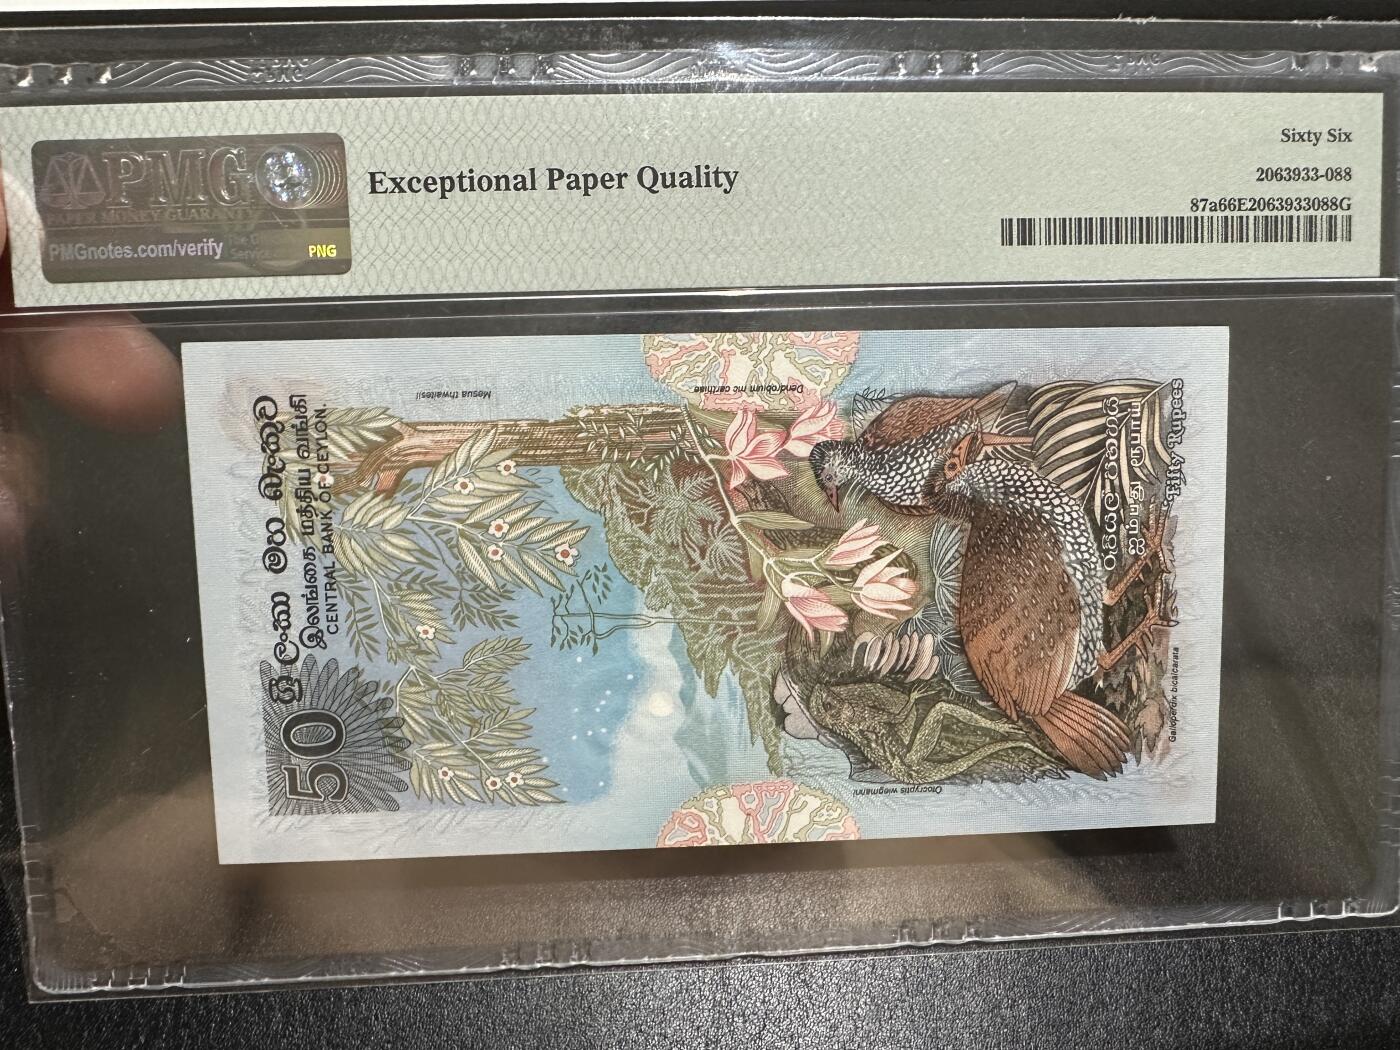 PMG
PAPER MONEY GUARANTY
PMGnotes.com/verify
PNG
Exceptional Paper Quality
Sixty Six
2063933-088
87a66E2063933088G
ශ්‍රී ලංකා මහ බැංකුව
இலங்கை மத்திய வங்கி
CENTRAL BANK OF CEYLON.
50
Mesua thwaitesii
Dendrobium mc carthiae
රුපියල් පනහයි
ஐம்பது ரூபாய்
Fifty Rupees
Galloperdix bicalcarata
Otocryptis wiegmanni